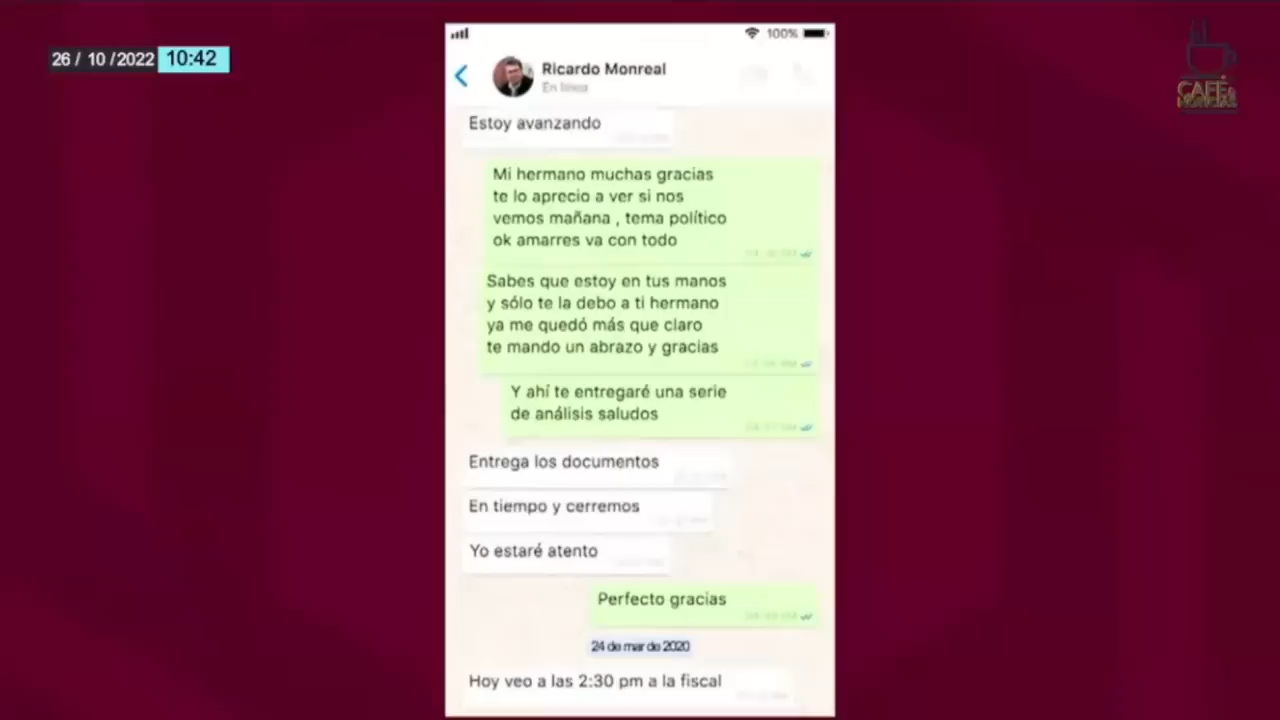 26 / 10 /2022 10:42
100%
Ricardo Monreal
En línea
CAFÉ &
NOTICIAS
Estoy avanzando
Mi hermano muchas gracias
te lo aprecio a ver si nos
vemos mañana , tema político
ok amarres va con todo
Sabes que estoy en tus manos
y sólo te la debo a ti hermano
ya me quedó más que claro
te mando un abrazo y gracias
Y ahí te entregaré una serie
de análisis saludos
Entrega los documentos
En tiempo y cerremos
Yo estaré atento
Perfecto gracias
24 de mar de 2020
Hoy veo a las 2:30 pm a la fiscal